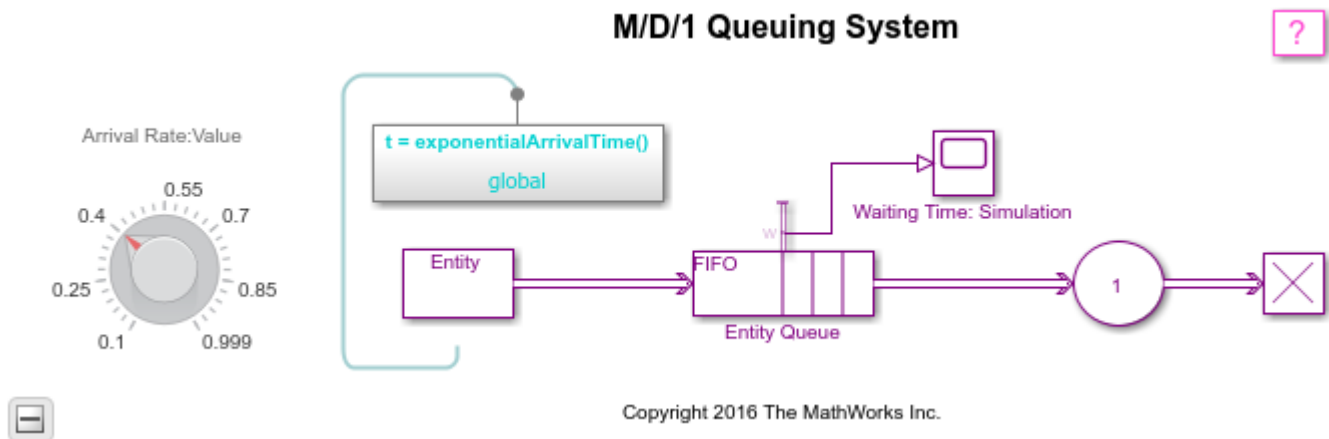 M/D/1 Queuing System
?
Arrival Rate:Value
0.55
0.4
0.7
0.25
0.85
0.1
0.999
t = exponentialArrivalTime()
global
Waiting Time: Simulation
w
Entity
FIFO
Entity Queue
1
Copyright 2016 The MathWorks Inc.